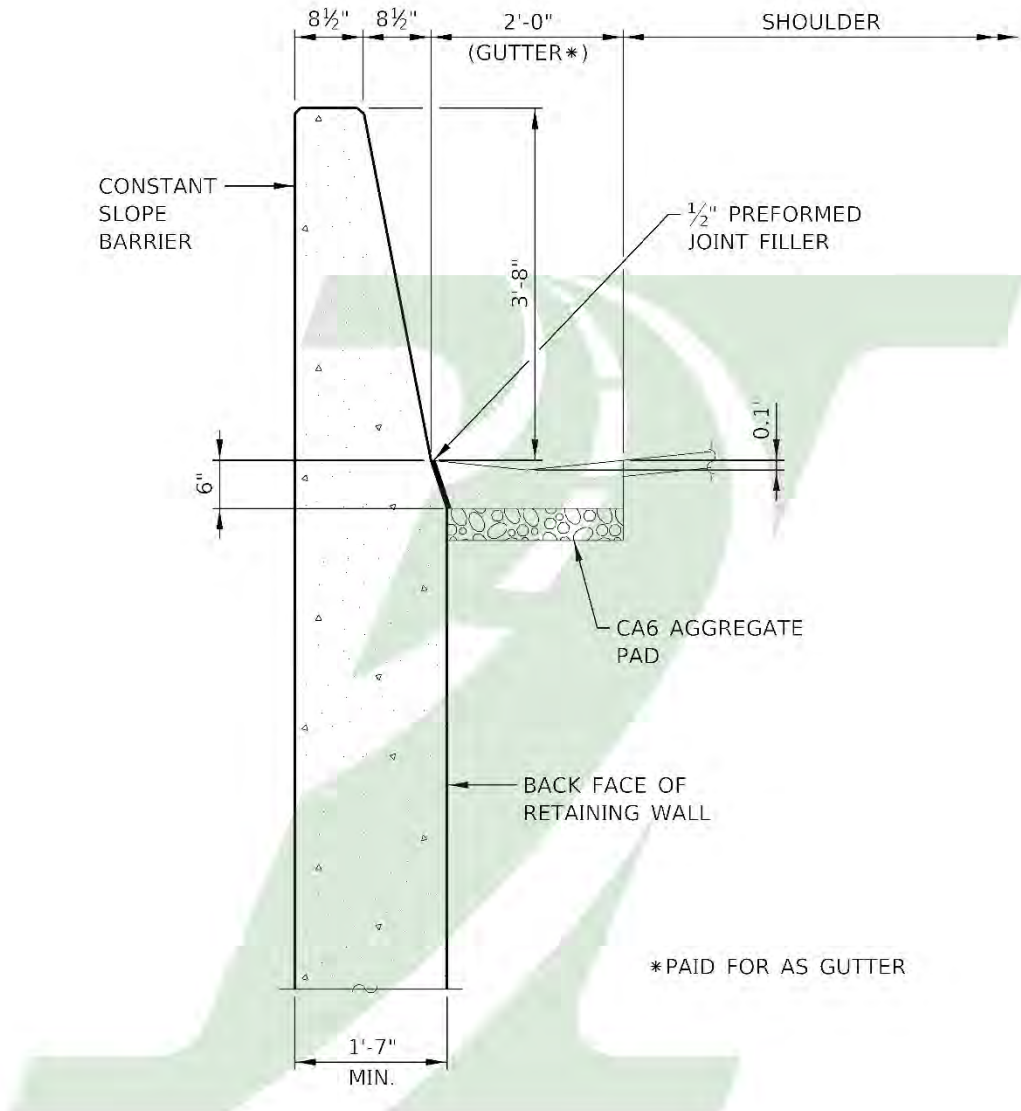 8½" 8½" 2'-0" SHOULDER
(GUTTER*)
CONSTANT
SLOPE
BARRIER
½" PREFORMED
JOINT FILLER
3'-8"
0.1"
6"
CA6 AGGREGATE
PAD
BACK FACE OF
RETAINING WALL
*PAID FOR AS GUTTER
1'-7"
MIN.